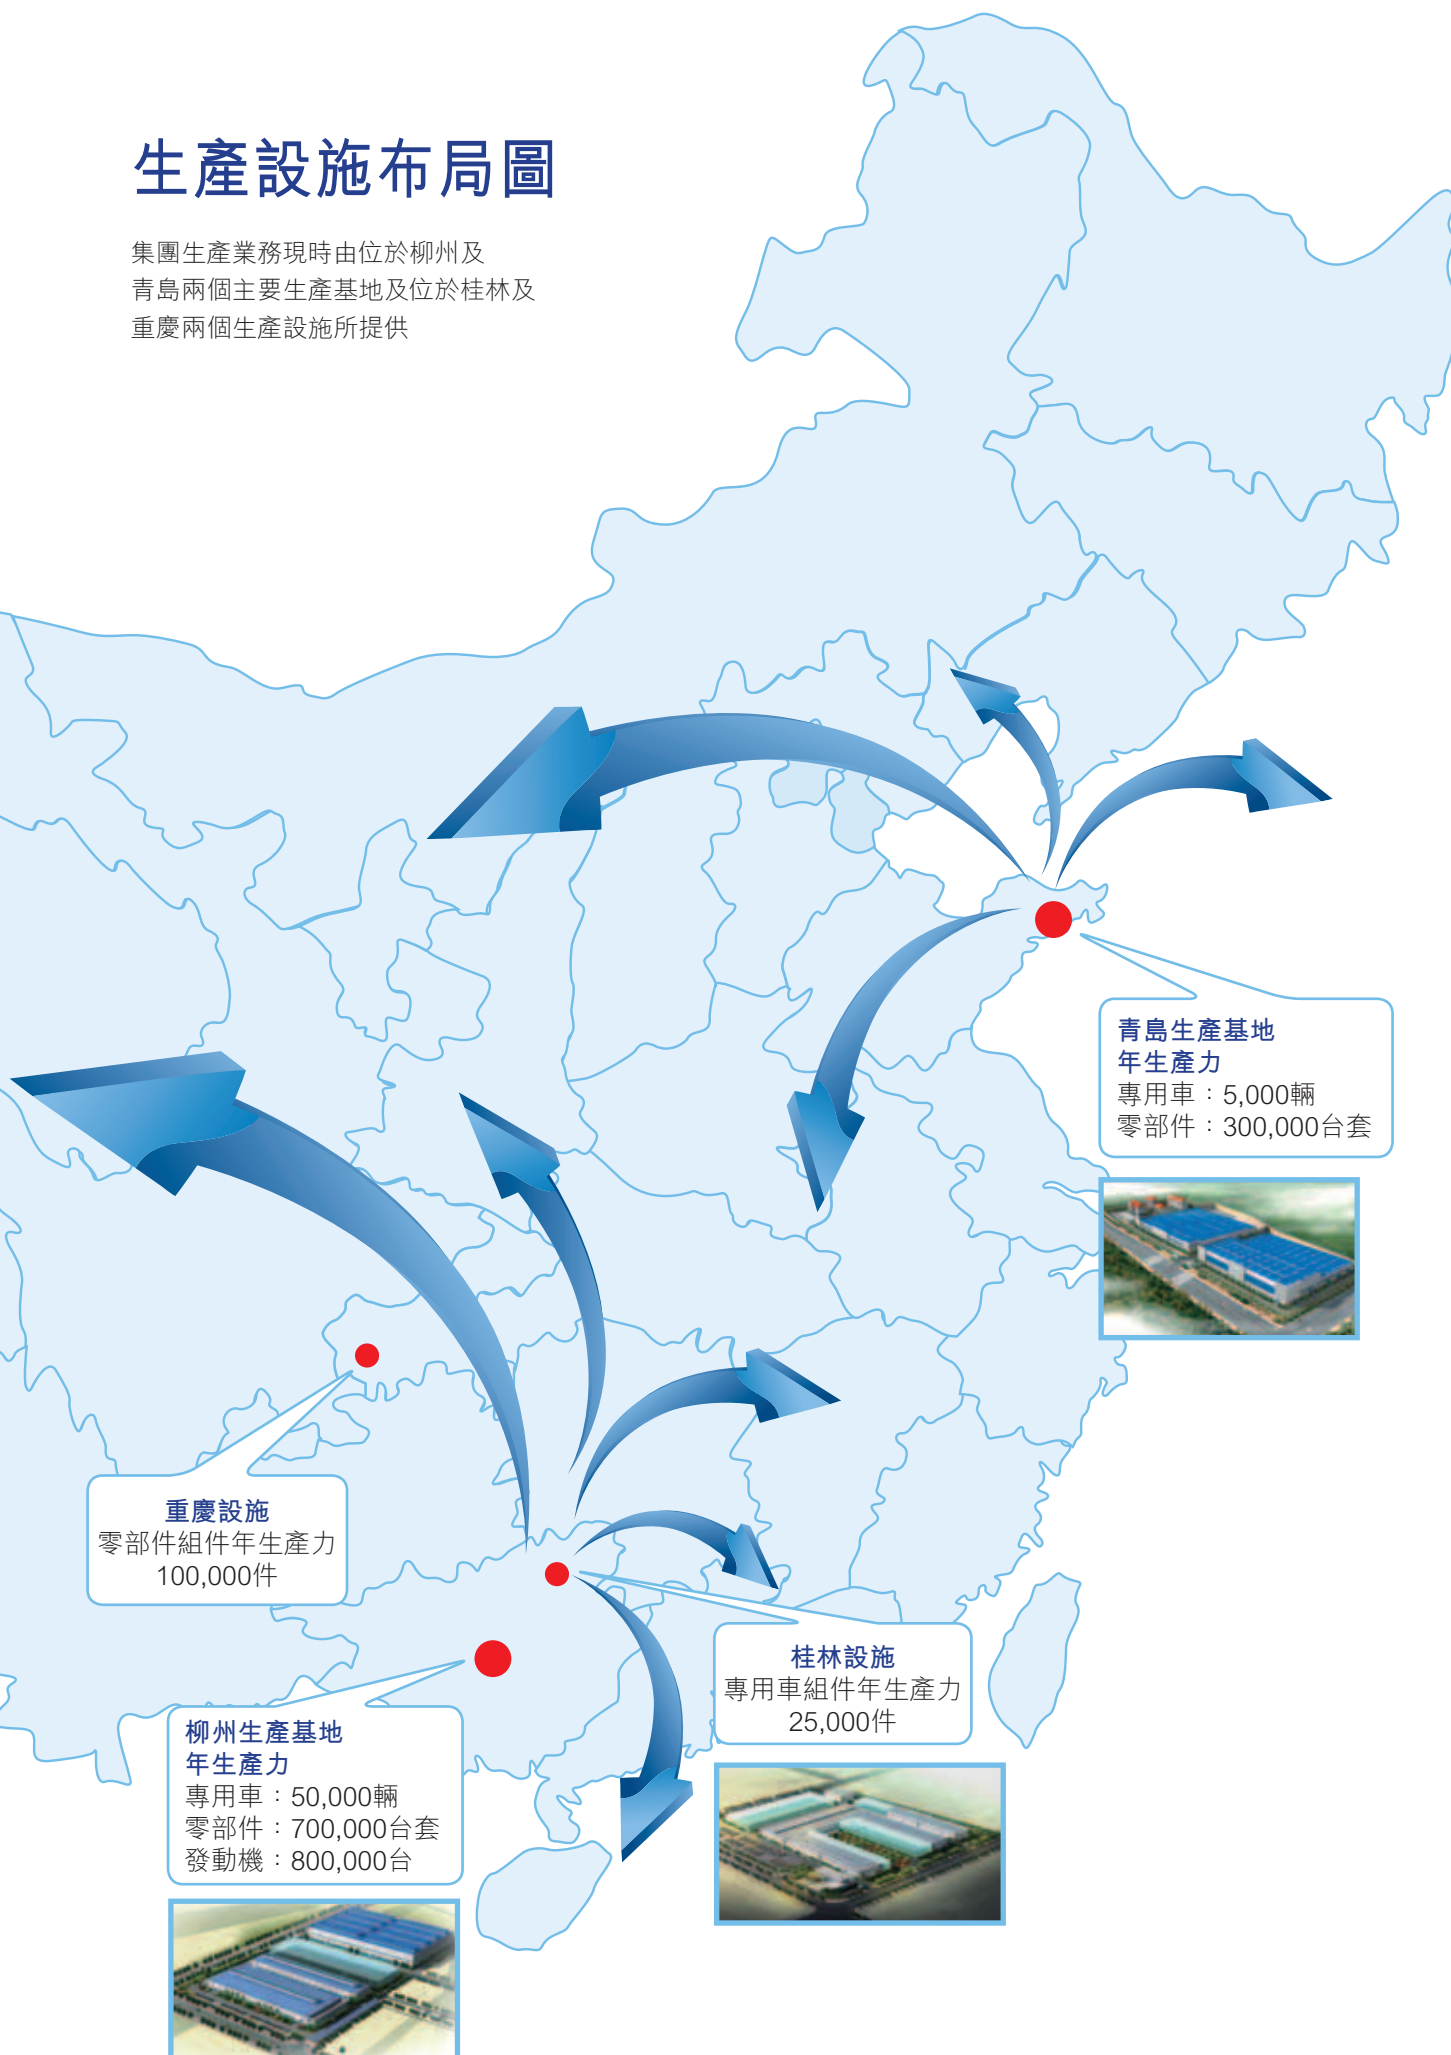 生產設施布局圖
集團生產業務現時由位於柳州及
青島兩個主要生產基地及位於桂林及
重慶兩個生產設施所提供
青島生產基地
年生產力
專用車：5,000輛
零部件：300,000台套
重慶設施
零部件組件年生產力
100,000件
桂林設施
專用車組件年生產力
25,000件
柳州生產基地
年生產力
專用車：50,000輛
零部件：700,000台套
發動機：800,000台